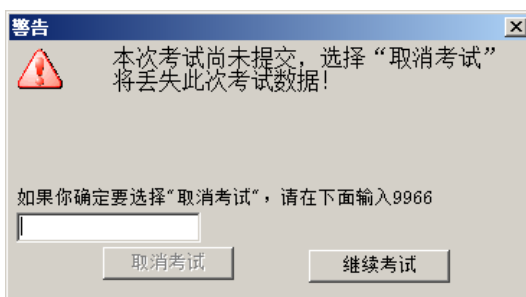 警告
本次考试尚未提交，选择“取消考试”
将丢失此次考试数据！
如果你确定要选择“取消考试“，请在下面输入9966
取消考试
继续考试